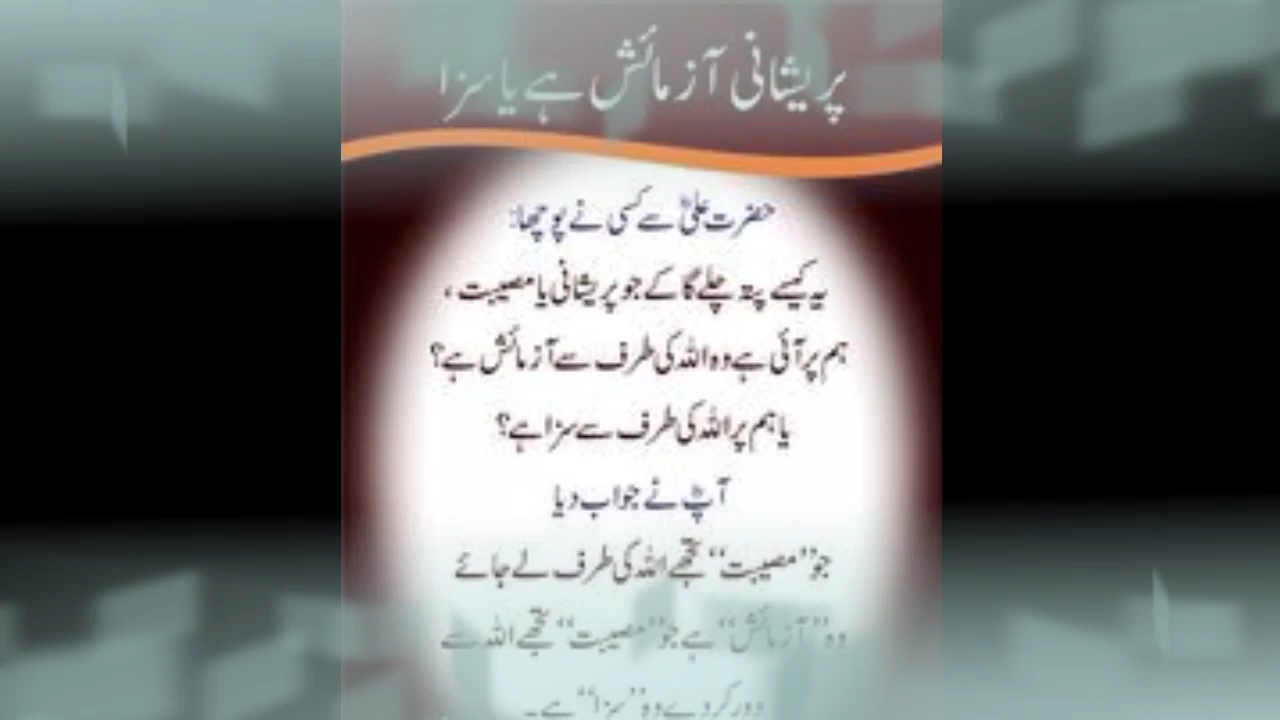 پریشانی آزمائش ہے یا سزا
حضرت علیؓ سے کسی نے پوچھا:
یہ کیسے پتہ چلے گا کے جو پریشانی یا مصیبت ،
ہم پر آئی ہے وہ اللہ کی طرف سے آزمائش ہے؟
یا ہم پر اللہ کی طرف سے سزا ہے؟
آپؓ نے جواب دیا
جو ”مصیبت“ تجھے اللہ کی طرف لے جائے
وہ ”آزمائش“ ہے جو ”مصیبت“ تجھے اللہ سے
دور کردے وہ ”سزا“ ہے۔